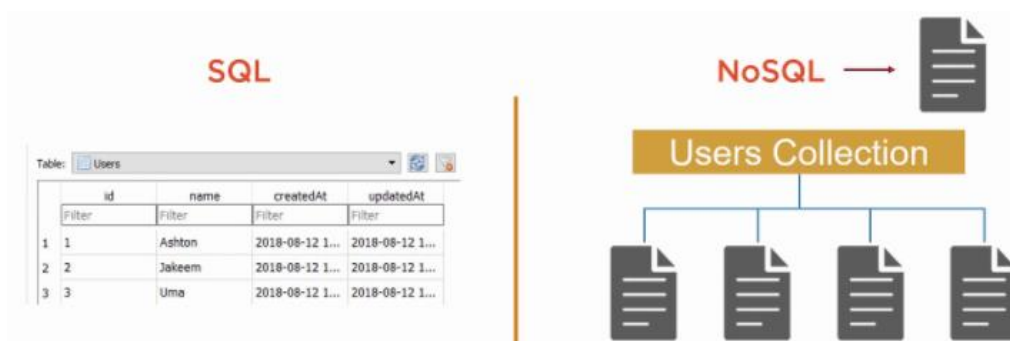 SQL
Table: Users
id name createdAt updatedAt
Filter Filter Filter Filter
1 1 Ashton 2018-08-12 1... 2018-08-12 1...
2 2 Jakeem 2018-08-12 1... 2018-08-12 1...
3 3 Uma 2018-08-12 1... 2018-08-12 1...
NoSQL
Users Collection